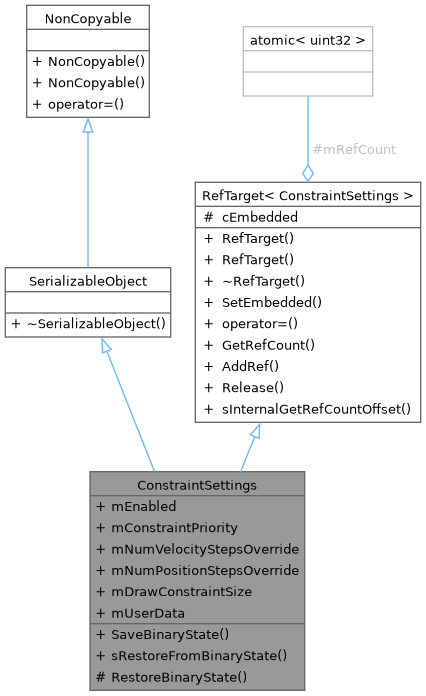 NonCopyable
+ NonCopyable()
+ NonCopyable()
+ operator=()
atomic< uint32 >
#mRefCount
RefTarget< ConstraintSettings >
# cEmbedded
+ RefTarget()
+ RefTarget()
+ ~RefTarget()
+ SetEmbedded()
+ operator=()
+ GetRefCount()
+ AddRef()
+ Release()
+ sInternalGetRefCountOffset()
SerializableObject
+ ~SerializableObject()
ConstraintSettings
+ mEnabled
+ mConstraintPriority
+ mNumVelocityStepsOverride
+ mNumPositionStepsOverride
+ mDrawConstraintSize
+ mUserData
+ SaveBinaryState()
+ sRestoreFromBinaryState()
# RestoreBinaryState()